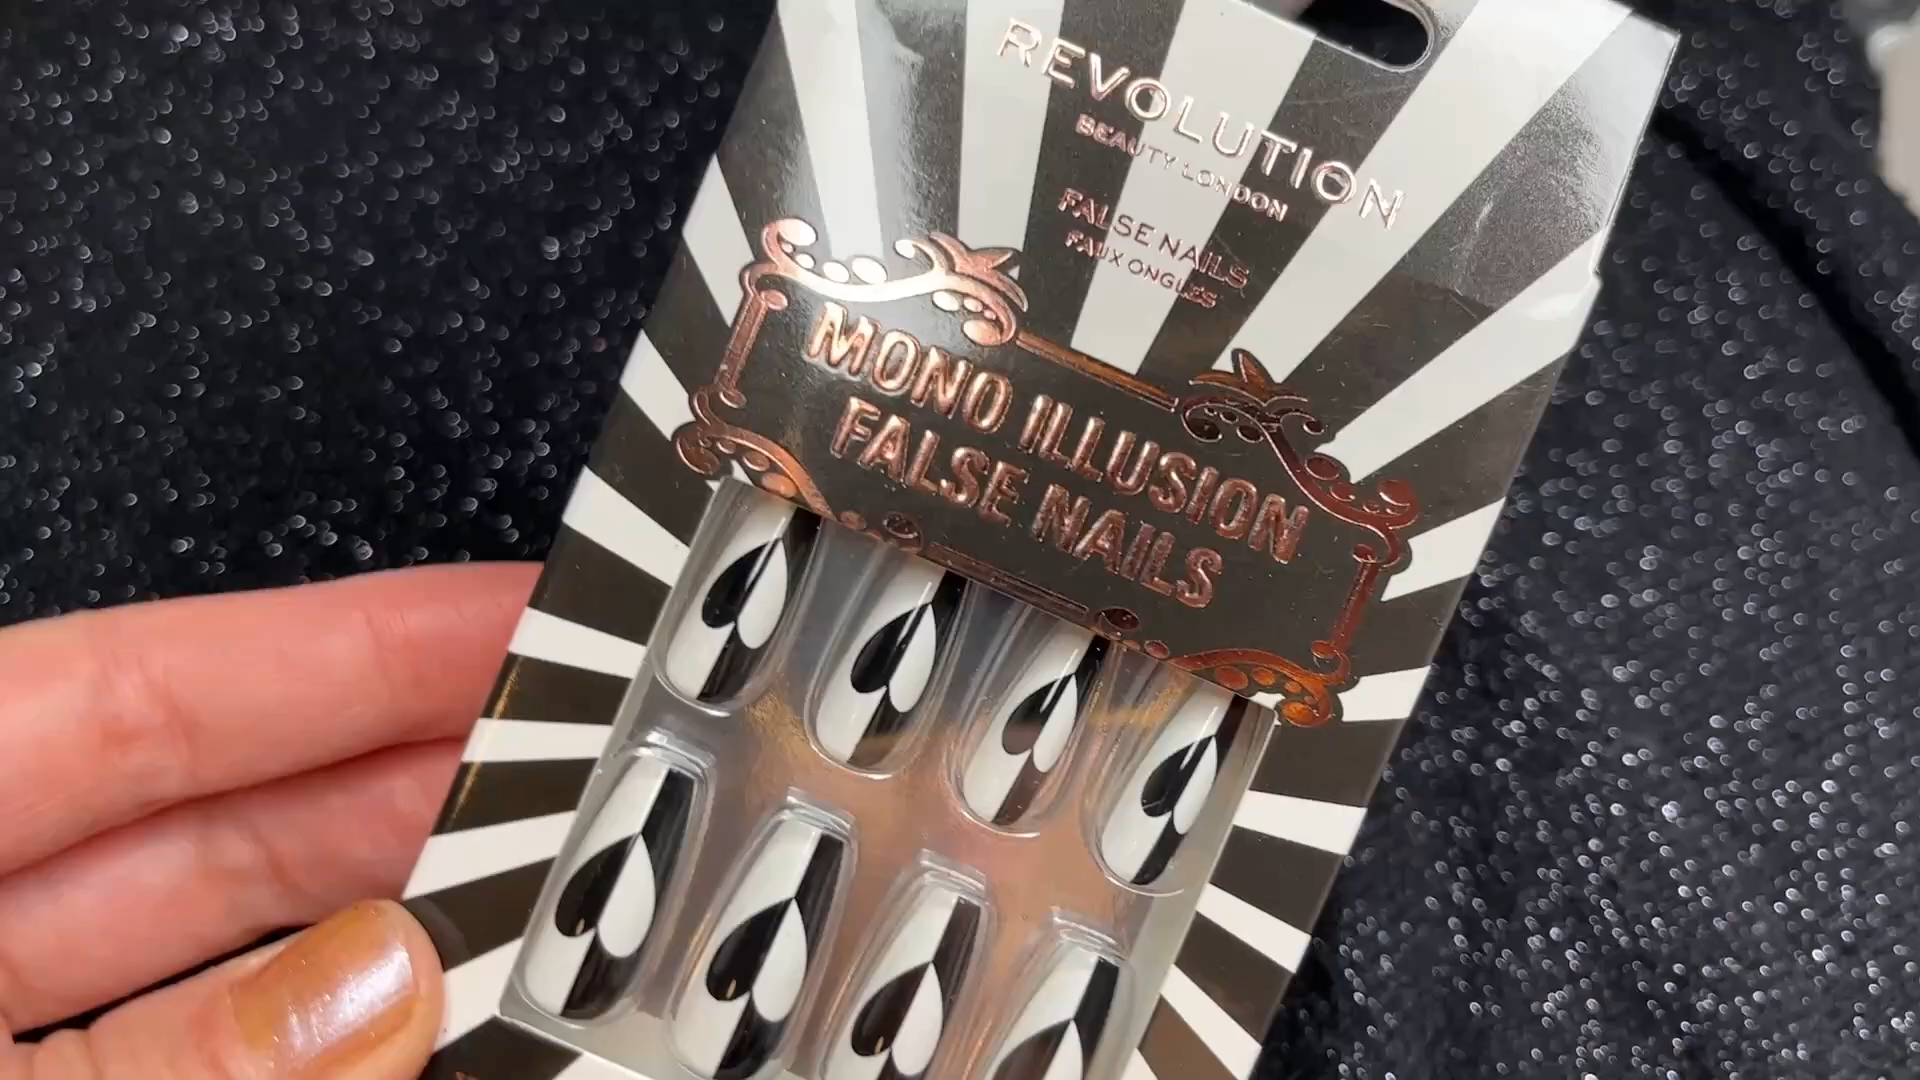 REVOLUTION
BEAUTY LONDON
FALSE NAILS
FAUX ONGLES
MONO ILLUSION
FALSE NAILS